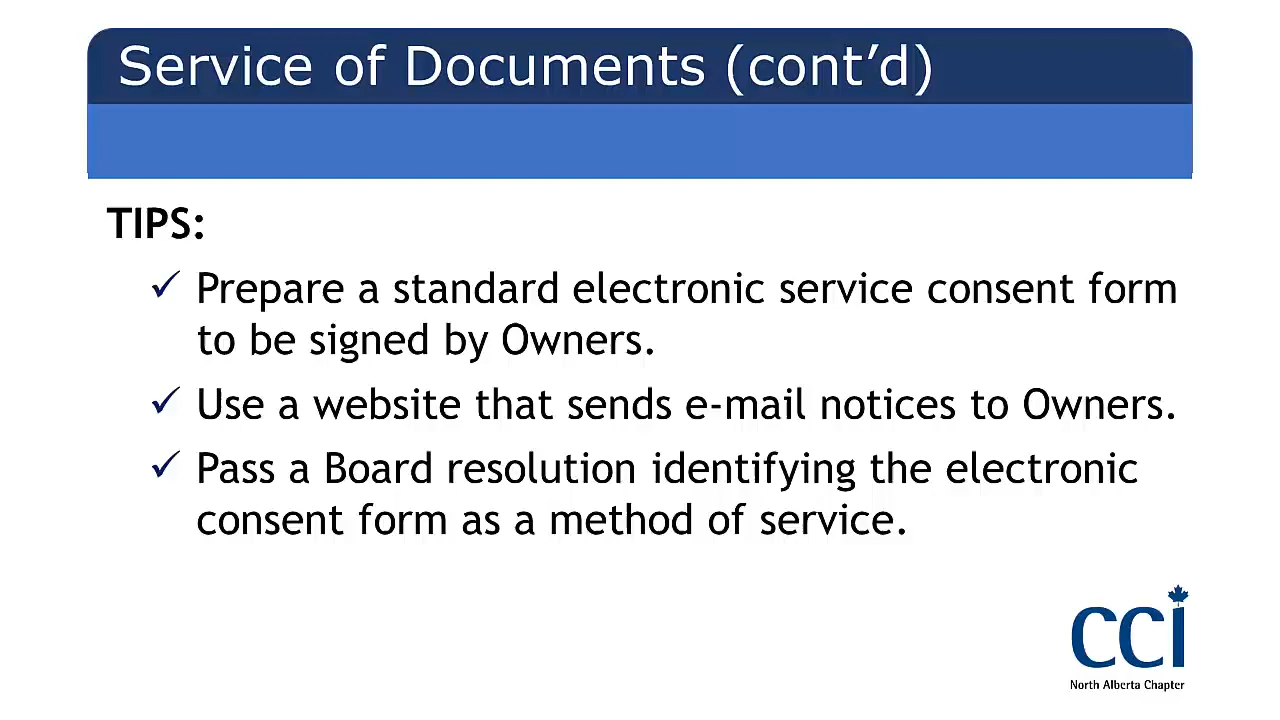 Service of Documents (cont’d)
TIPS:
✓ Prepare a standard electronic service consent form
to be signed by Owners.
✓ Use a website that sends e-mail notices to Owners.
✓ Pass a Board resolution identifying the electronic
consent form as a method of service.
CCI
North Alberta Chapter